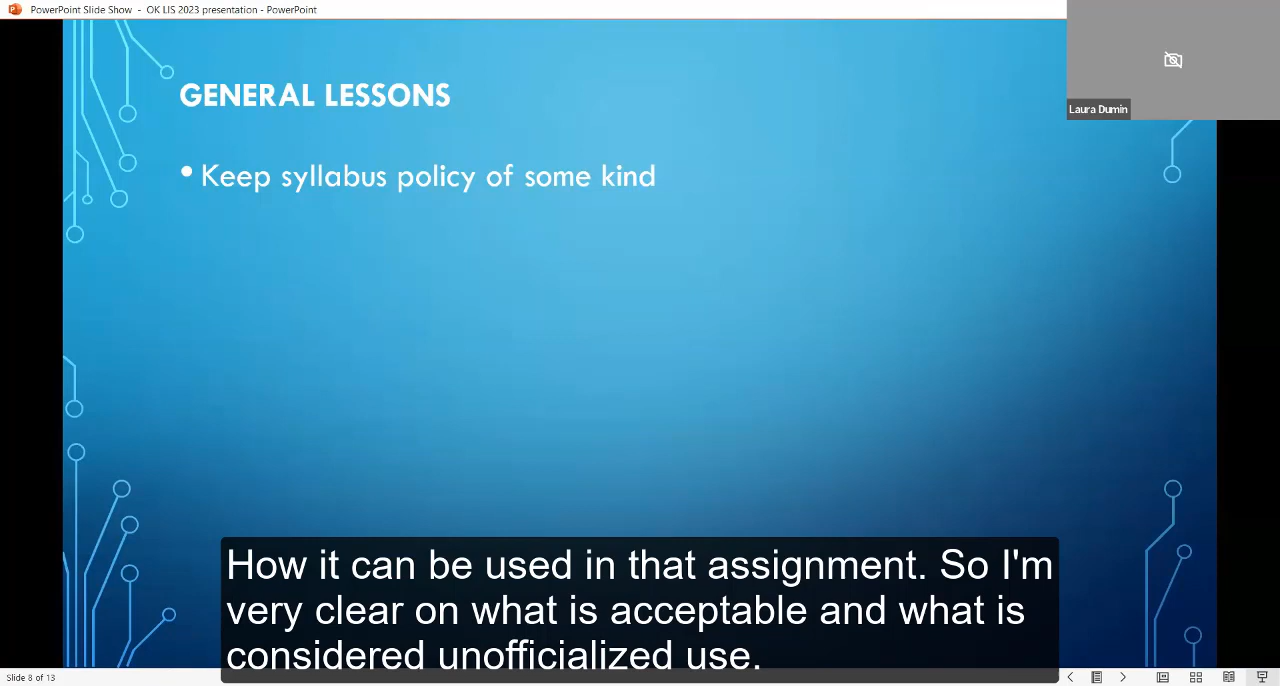 PowerPoint Slide Show - OK LIS 2023 presentation - PowerPoint
Laura Dumin
GENERAL LESSONS
• Keep syllabus policy of some kind
How it can be used in that assignment. So I'm
very clear on what is acceptable and what is
considered unofficialized use.
Slide 8 of 13